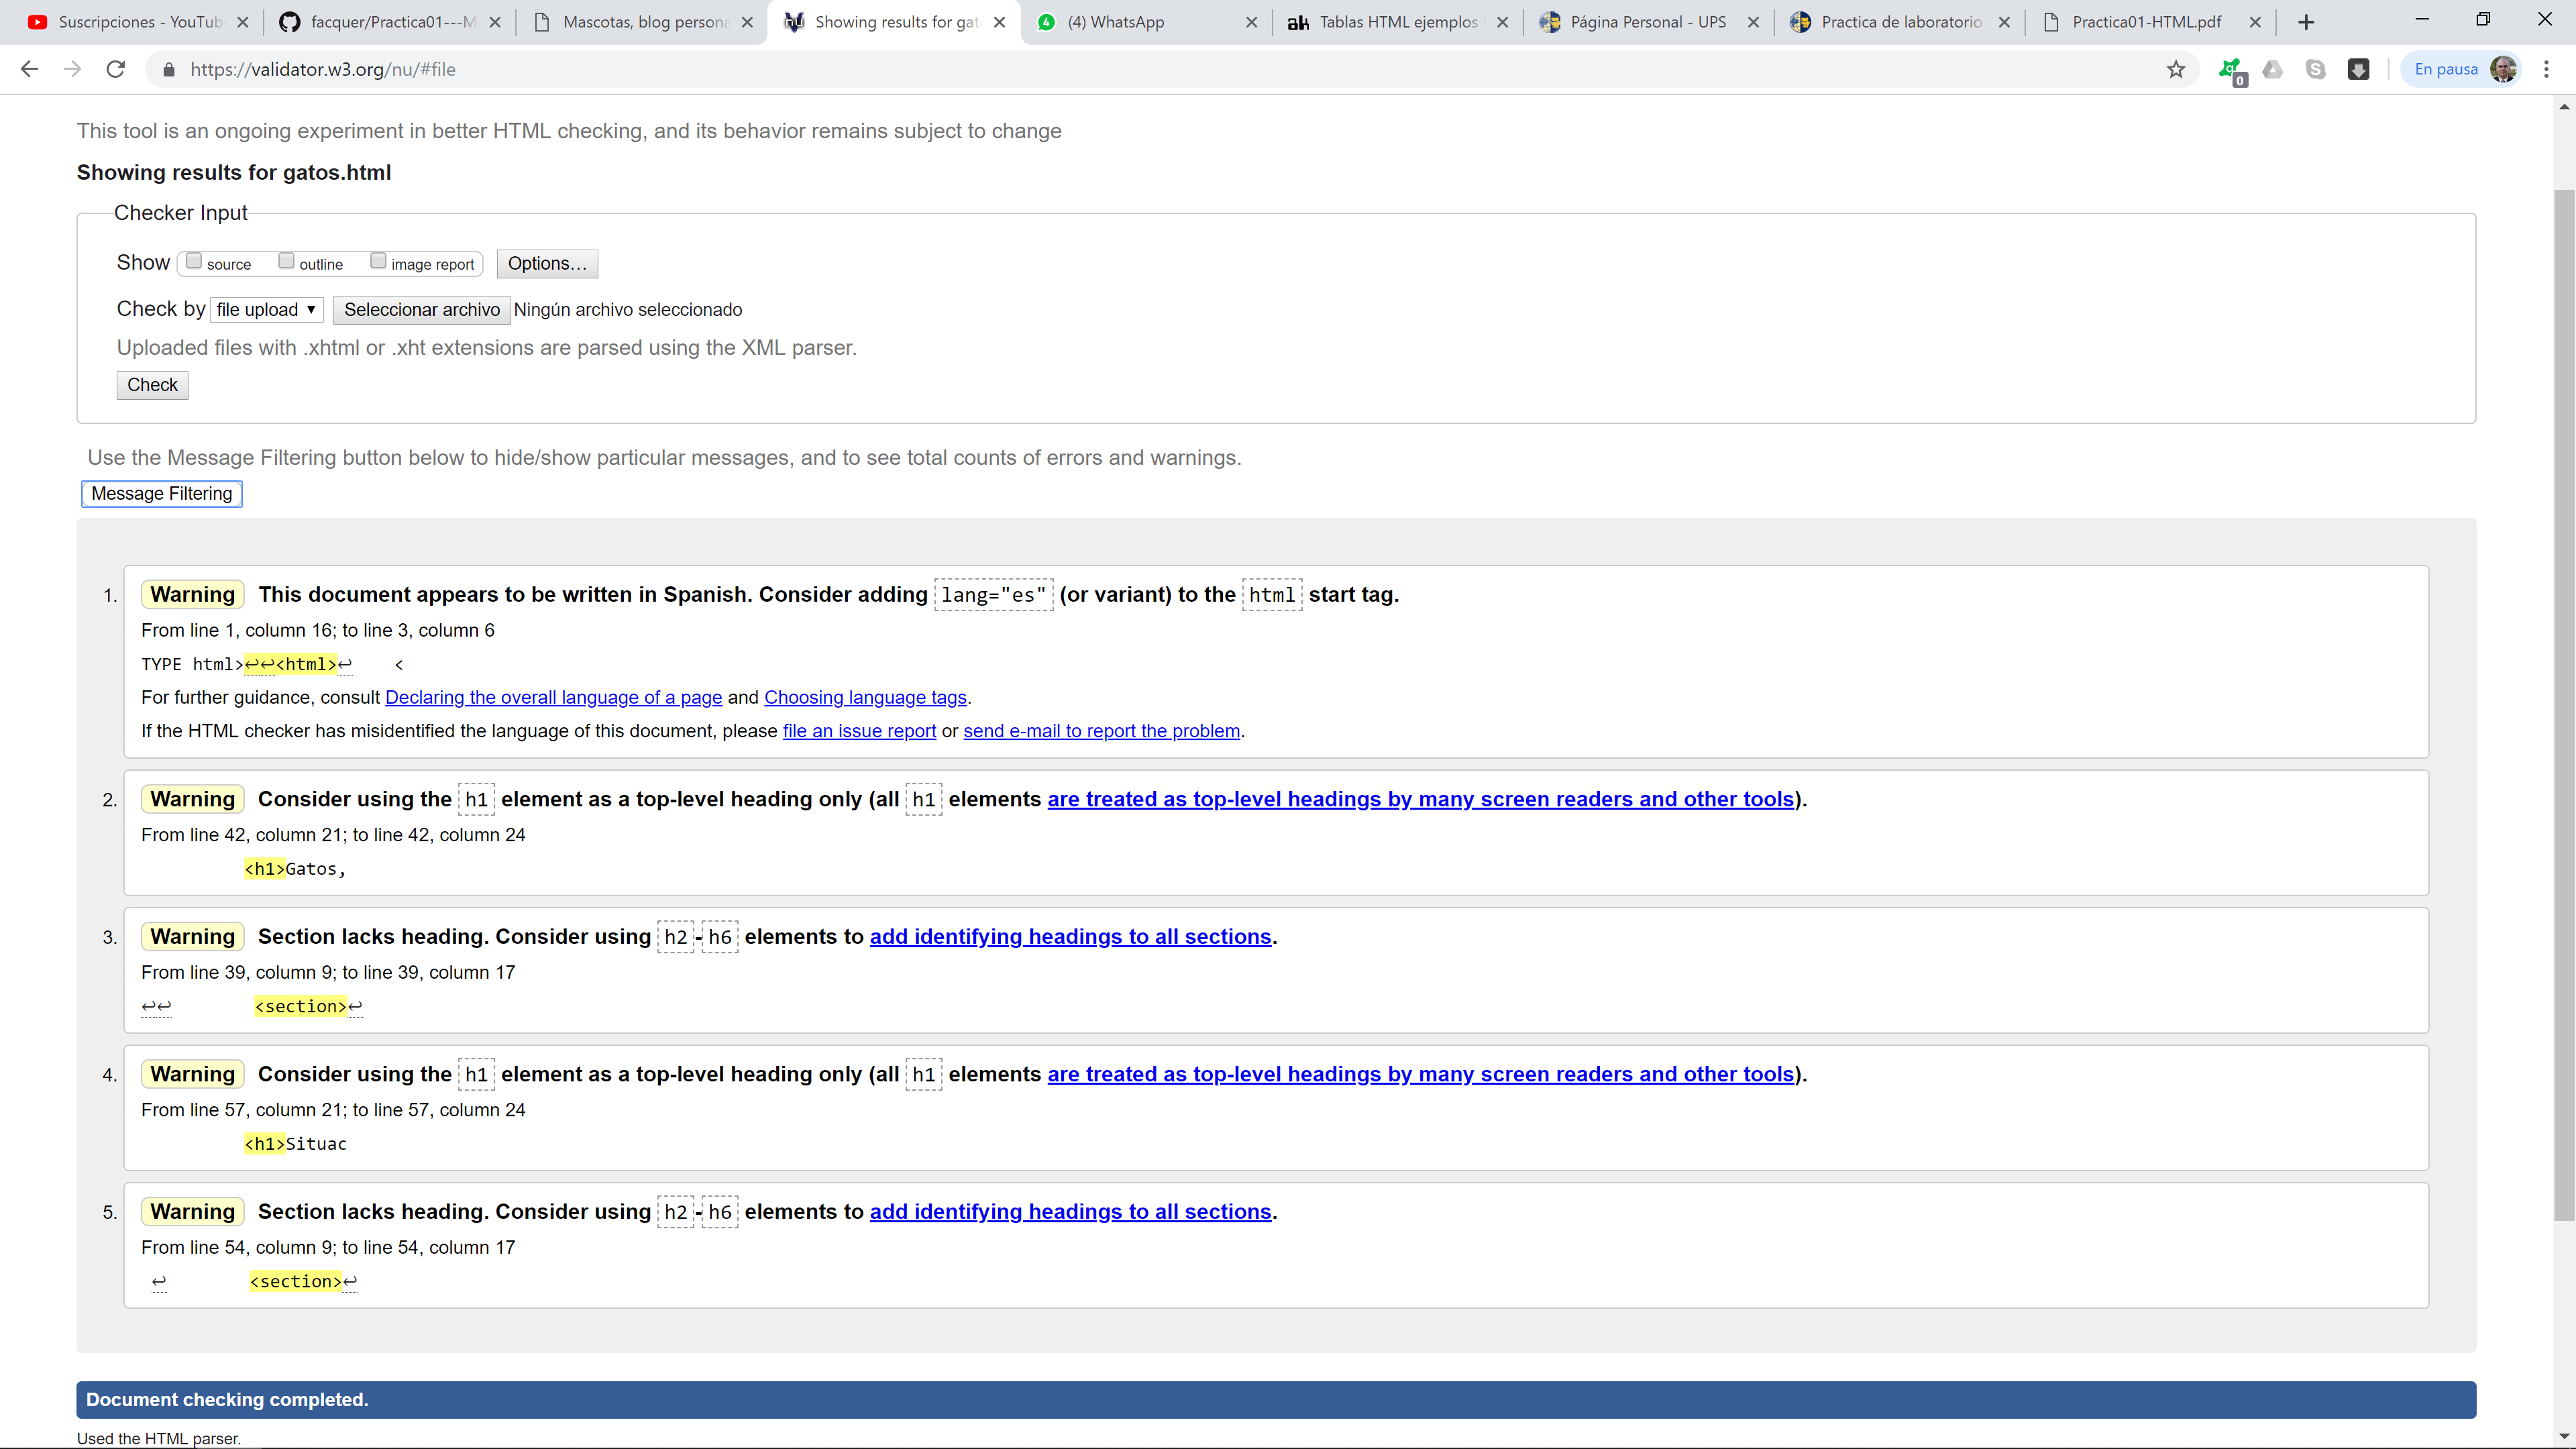 Suscripciones - YouTub
facquer/Practica01---M
Mascotas, blog persona
Showing results for gat
4 (4) WhatsApp
ah Tablas HTML ejemplos
Página Personal - UPS
Practica de laboratorio
Practica01-HTML.pdf
https://validator.w3.org/nu/#file
0
S
En pausa
This tool is an ongoing experiment in better HTML checking, and its behavior remains subject to change
Showing results for gatos.html
Checker Input
Show source outline image report Options...
Check by file upload ▼ Seleccionar archivo Ningún archivo seleccionado
Uploaded files with .xhtml or .xht extensions are parsed using the XML parser.
Check
Use the Message Filtering button below to hide/show particular messages, and to see total counts of errors and warnings.
Message Filtering
1. Warning This document appears to be written in Spanish. Consider adding lang="es" (or variant) to the html start tag.
From line 1, column 16; to line 3, column 6
TYPE html>↩↩<html>↩ <
For further guidance, consult Declaring the overall language of a page and Choosing language tags.
If the HTML checker has misidentified the language of this document, please file an issue report or send e-mail to report the problem.
2. Warning Consider using the h1 element as a top-level heading only (all h1 elements are treated as top-level headings by many screen readers and other tools).
From line 42, column 21; to line 42, column 24
<h1>Gatos,
3. Warning Section lacks heading. Consider using h2-h6 elements to add identifying headings to all sections.
From line 39, column 9; to line 39, column 17
↩↩ <section>↩
4. Warning Consider using the h1 element as a top-level heading only (all h1 elements are treated as top-level headings by many screen readers and other tools).
From line 57, column 21; to line 57, column 24
<h1>Situac
5. Warning Section lacks heading. Consider using h2-h6 elements to add identifying headings to all sections.
From line 54, column 9; to line 54, column 17
↩ <section>↩
Document checking completed.
Used the HTML parser.